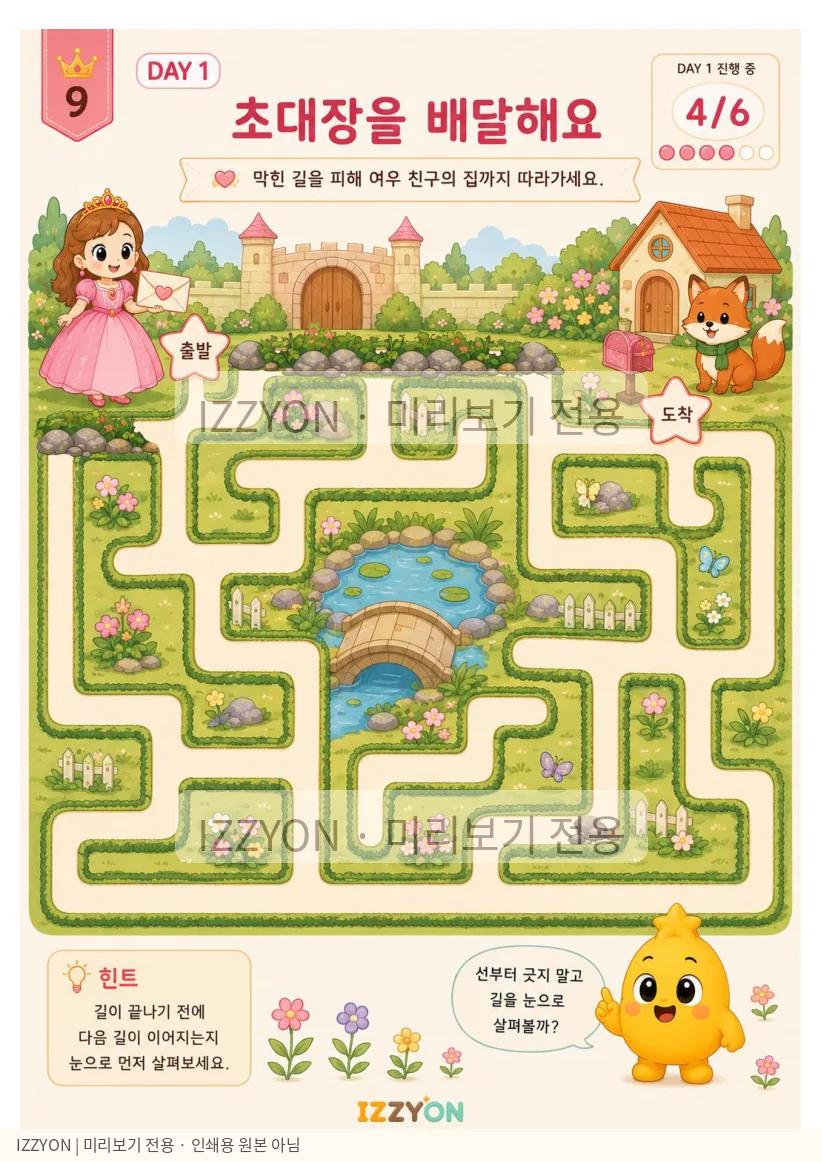 9
DAY 1
DAY 1 진행 중
4/6
초대장을 배달해요
막힌 길을 피해 여우 친구의 집까지 따라가세요.
출발
도착
IZZYON · 미리보기 전용
IZZYON · 미리보기 전용
힌트
길이 끝나기 전에
다음 길이 이어지는지
눈으로 먼저 살펴보세요.
선부터 긋지 말고
길을 눈으로
살펴볼까?
IZZYON
IZZYON | 미리보기 전용 · 인쇄용 원본 아님